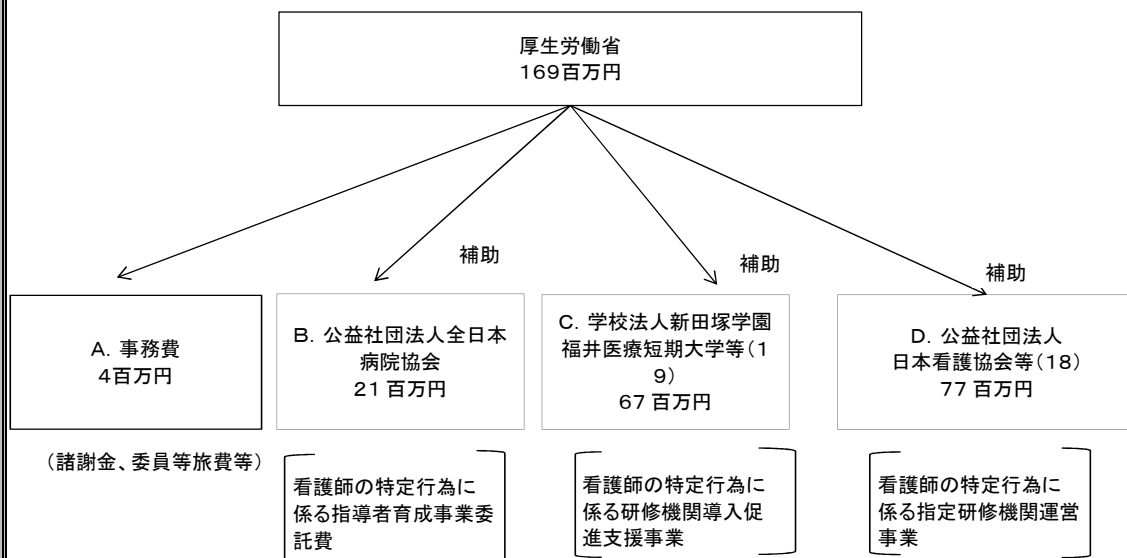 厚生労働省
169百万円
補助
補助
補助
A. 事務費
4百万円
B. 公益社団法人全日本
病院協会
21 百万円
C. 学校法人新田塚学園
福井医療短期大学等(1
9)
67 百万円
D. 公益社団法人
日本看護協会等(18)
77 百万円
(諸謝金、委員等旅費等)
看護師の特定行為に
係る指導者育成事業委
託費
看護師の特定行為に
係る研修機関導入促
進支援事業
看護師の特定行為に
係る指定研修機関運営
事業